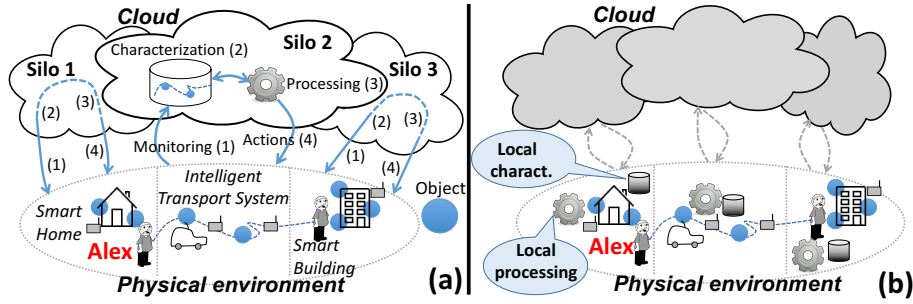 Cloud
Silo 1
Silo 2
Silo 3
Characterization (2)
Processing (3)
(2)
(3)
(1)
(4)
Monitoring (1)
Actions (4)
(2)
(3)
(1)
(4)
Intelligent
Transport System
Smart
Home
Alex
Smart
Building
Object
Physical environment
(a)
Cloud
Local
charact.
Alex
Local
processing
Physical environment
(b)